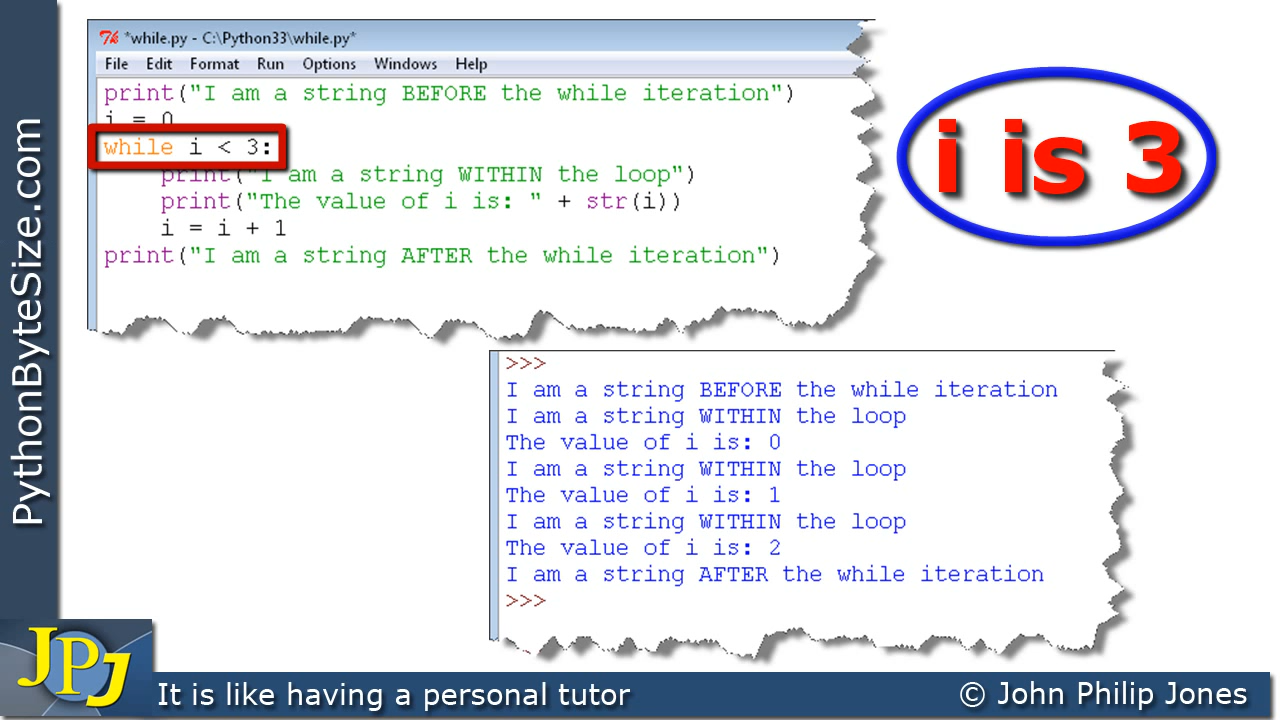 PythonByteSize.com
*while.py - C:\Python33\while.py*
File Edit Format Run Options Windows Help
print("I am a string BEFORE the while iteration")
i = 0
while i < 3:
    print("I am a string WITHIN the loop")
    print("The value of i is: " + str(i))
    i = i + 1
print("I am a string AFTER the while iteration")
i is 3
>>>
I am a string BEFORE the while iteration
I am a string WITHIN the loop
The value of i is: 0
I am a string WITHIN the loop
The value of i is: 1
I am a string WITHIN the loop
The value of i is: 2
I am a string AFTER the while iteration
>>>
JPJ
It is like having a personal tutor
© John Philip Jones